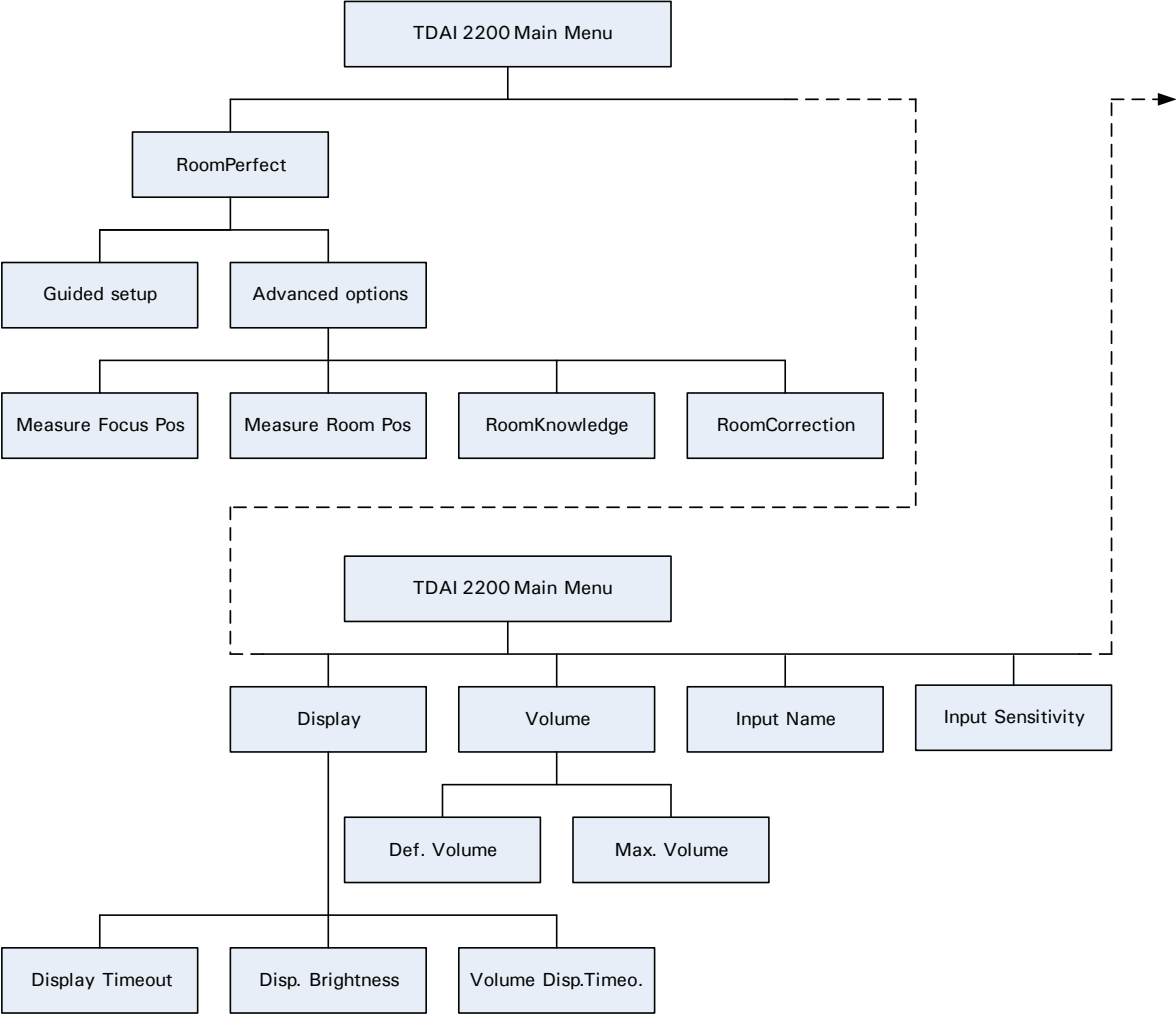 TDAI 2200 Main Menu
RoomPerfect
Guided setup
Advanced options
Measure Focus Pos
Measure Room Pos
RoomKnowledge
RoomCorrection
TDAI 2200 Main Menu
Display
Volume
Input Name
Input Sensitivity
Def. Volume
Max. Volume
Display Timeout
Disp. Brightness
Volume Disp.Timeo.